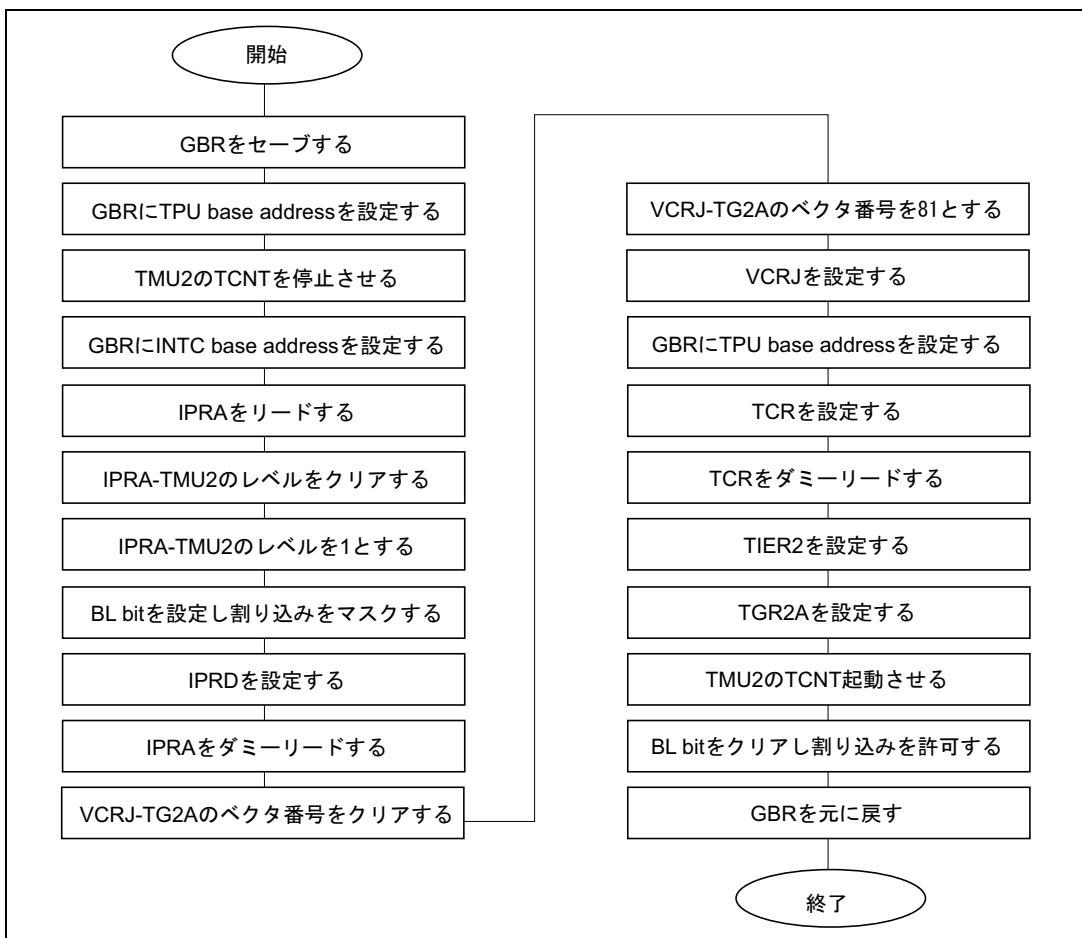 開始
GBRをセーブする
GBRにTPU base addressを設定する
TMU2のTCNTを停止させる
GBRにINTC base addressを設定する
IPRAをリードする
IPRA-TMU2のレベルをクリアする
IPRA-TMU2のレベルを1とする
BL bitを設定し割り込みをマスクする
IPRDを設定する
IPRAをダミーリードする
VCRJ-TG2Aのベクタ番号をクリアする
VCRJ-TG2Aのベクタ番号を81とする
VCRJを設定する
GBRにTPU base addressを設定する
TCRを設定する
TCRをダミーリードする
TIER2を設定する
TGR2Aを設定する
TMU2のTCNT起動させる
BL bitをクリアし割り込みを許可する
GBRを元に戻す
終了